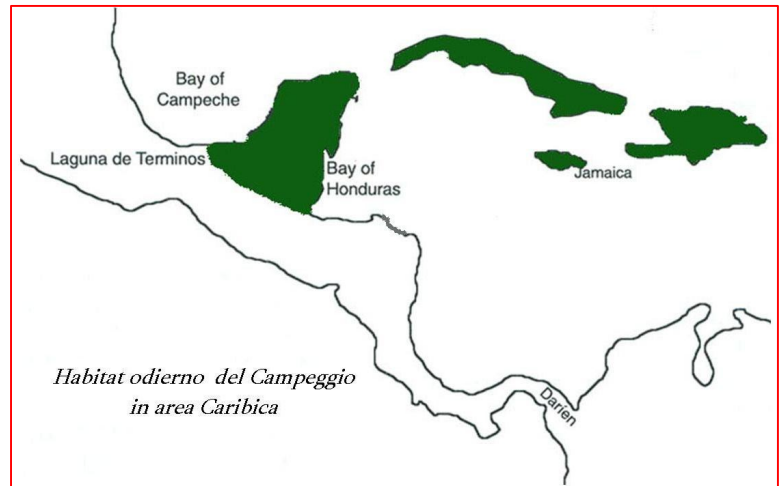 Bay of
Campeche
Laguna de Terminos
Bay of
Honduras
Jamaica
Habitat odierno del Campeggio
in area Caribica
Darien